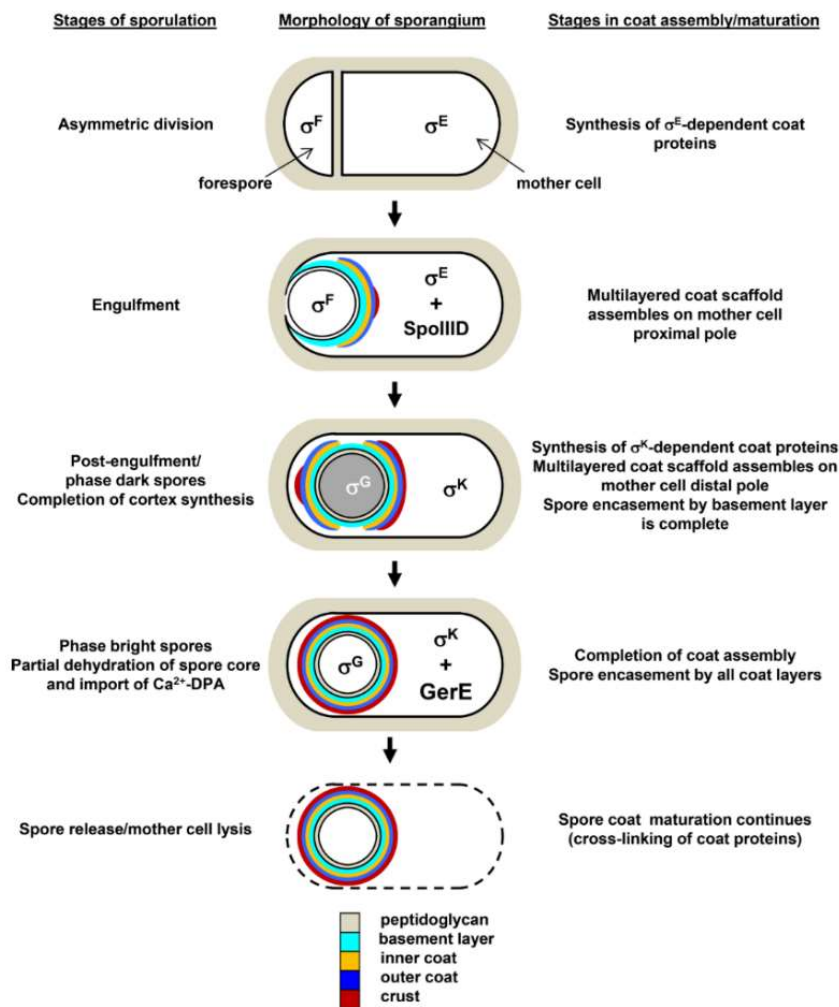 Stages of sporulation
Morphology of sporangium
Stages in coat assembly/maturation
Asymmetric division
σF
σE
forespore
mother cell
Synthesis of σE-dependent coat
proteins
Engulfment
σF
σE
+
SpoIIID
Multilayered coat scaffold
assembles on mother cell
proximal pole
Post-engulfment/
phase dark spores
Completion of cortex synthesis
σG
σK
Synthesis of σK-dependent coat proteins
Multilayered coat scaffold assembles on
mother cell distal pole
Spore encasement by basement layer
is complete
Phase bright spores
Partial dehydration of spore core
and import of Ca2+-DPA
σG
σK
+
GerE
Completion of coat assembly
Spore encasement by all coat layers
Spore release/mother cell lysis
Spore coat maturation continues
(cross-linking of coat proteins)
peptidoglycan
basement layer
inner coat
outer coat
crust